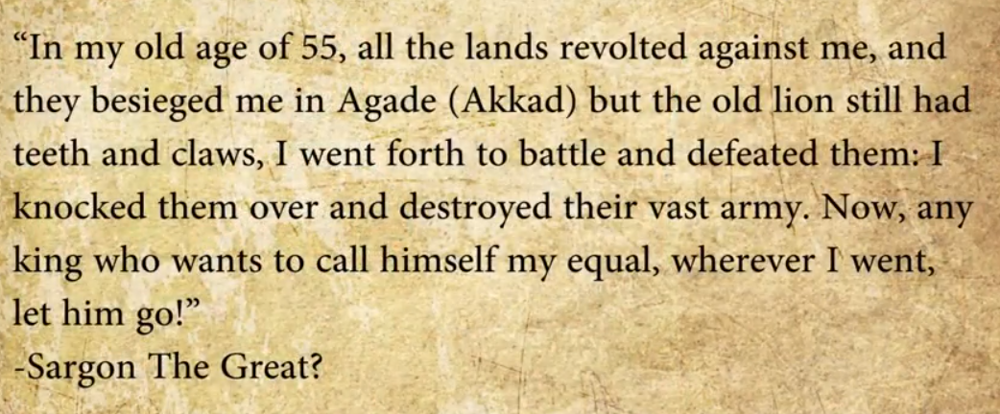 “In my old age of 55, all the lands revolted against me, and
they besieged me in Agade (Akkad) but the old lion still had
teeth and claws, I went forth to battle and defeated them: I
knocked them over and destroyed their vast army. Now, any
king who wants to call himself my equal, wherever I went,
let him go!”
-Sargon The Great?